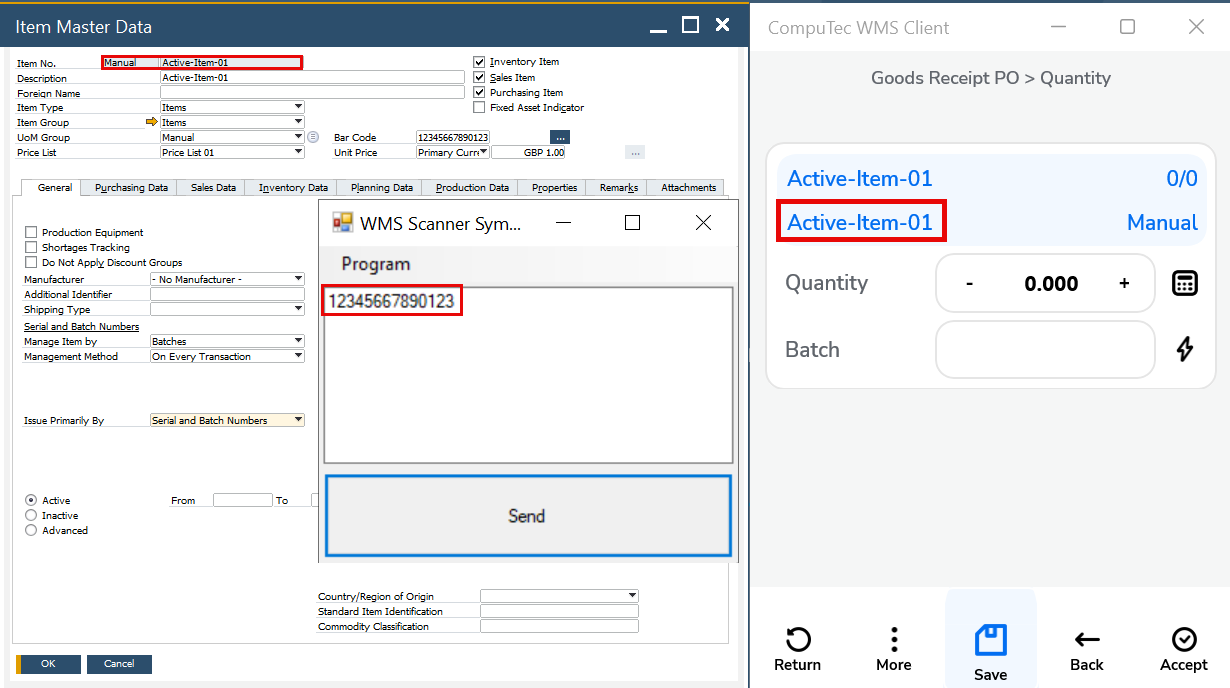 Item Master Data
Item No. Manual Active-Item-01
Description Active-Item-01
Foreign Name
Item Type Items
Item Group Items
UoM Group Manual
Price List Price List 01
Inventory Item
Sales Item
Purchasing Item
Fixed Asset Indicator
Bar Code 12345667890123 ...
Unit Price Primary Curre GBP 1.00 ...
General Purchasing Data Sales Data Inventory Data Planning Data Production Data Properties Remarks Attachments
Production Equipment
Shortages Tracking
Do Not Apply Discount Groups
Manufacturer - No Manufacturer -
Additional Identifier
Shipping Type
Serial and Batch Numbers
Manage Item by Batches
Management Method On Every Transaction
Issue Primarily By Serial and Batch Numbers
Active From To
Inactive
Advanced
Country/Region of Origin
Standard Item Identification
Commodity Classification
OK Cancel
WMS Scanner Sym...
Program
12345667890123
Send
CompuTec WMS Client
Goods Receipt PO > Quantity
Active-Item-01 0/0
Active-Item-01 Manual
Quantity - 0.000 +
Batch
Return More Save Back Accept